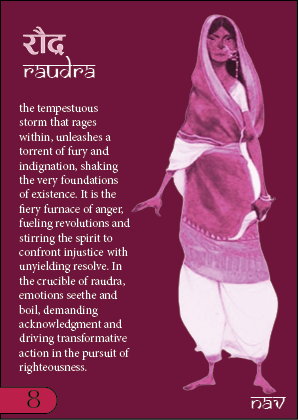 रौद्र
raudra
the tempestuous
storm that rages
within, unleashes a
torrent of fury and
indignation, shaking
the very foundations
of existence. It is the
fiery furnace of anger,
fueling revolutions and
stirring the spirit to
confront injustice with
unyielding resolve. In
the crucible of raudra,
emotions seethe and
boil, demanding
acknowledgment and
driving transformative
action in the pursuit of
righteousness.
8
nav